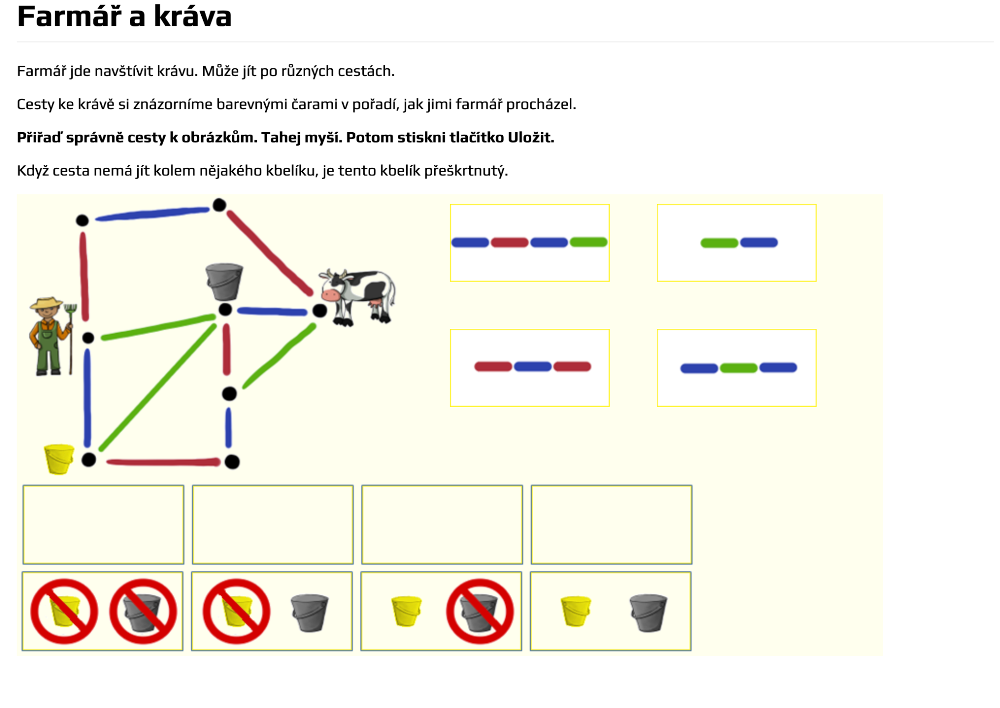 Farmář a kráva
Farmář jde navštívit krávu. Může jít po různých cestách.
Cesty ke krávě si znázorníme barevnými čarami v pořadí, jak jimi farmář procházel.
Přiřaď správně cesty k obrázkům. Tahej myší. Potom stiskni tlačítko Uložit.
Když cesta nemá jít kolem nějakého kbelíku, je tento kbelík přeškrtnutý.